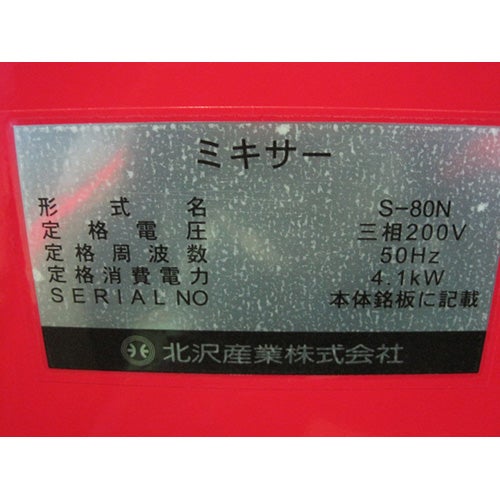 ミキサー
形式名 S-80N
定格電圧 三相200V
定格周波数 50Hz
定格消費電力 4.1kW
SERIAL NO 本体銘板に記載
北沢産業株式会社